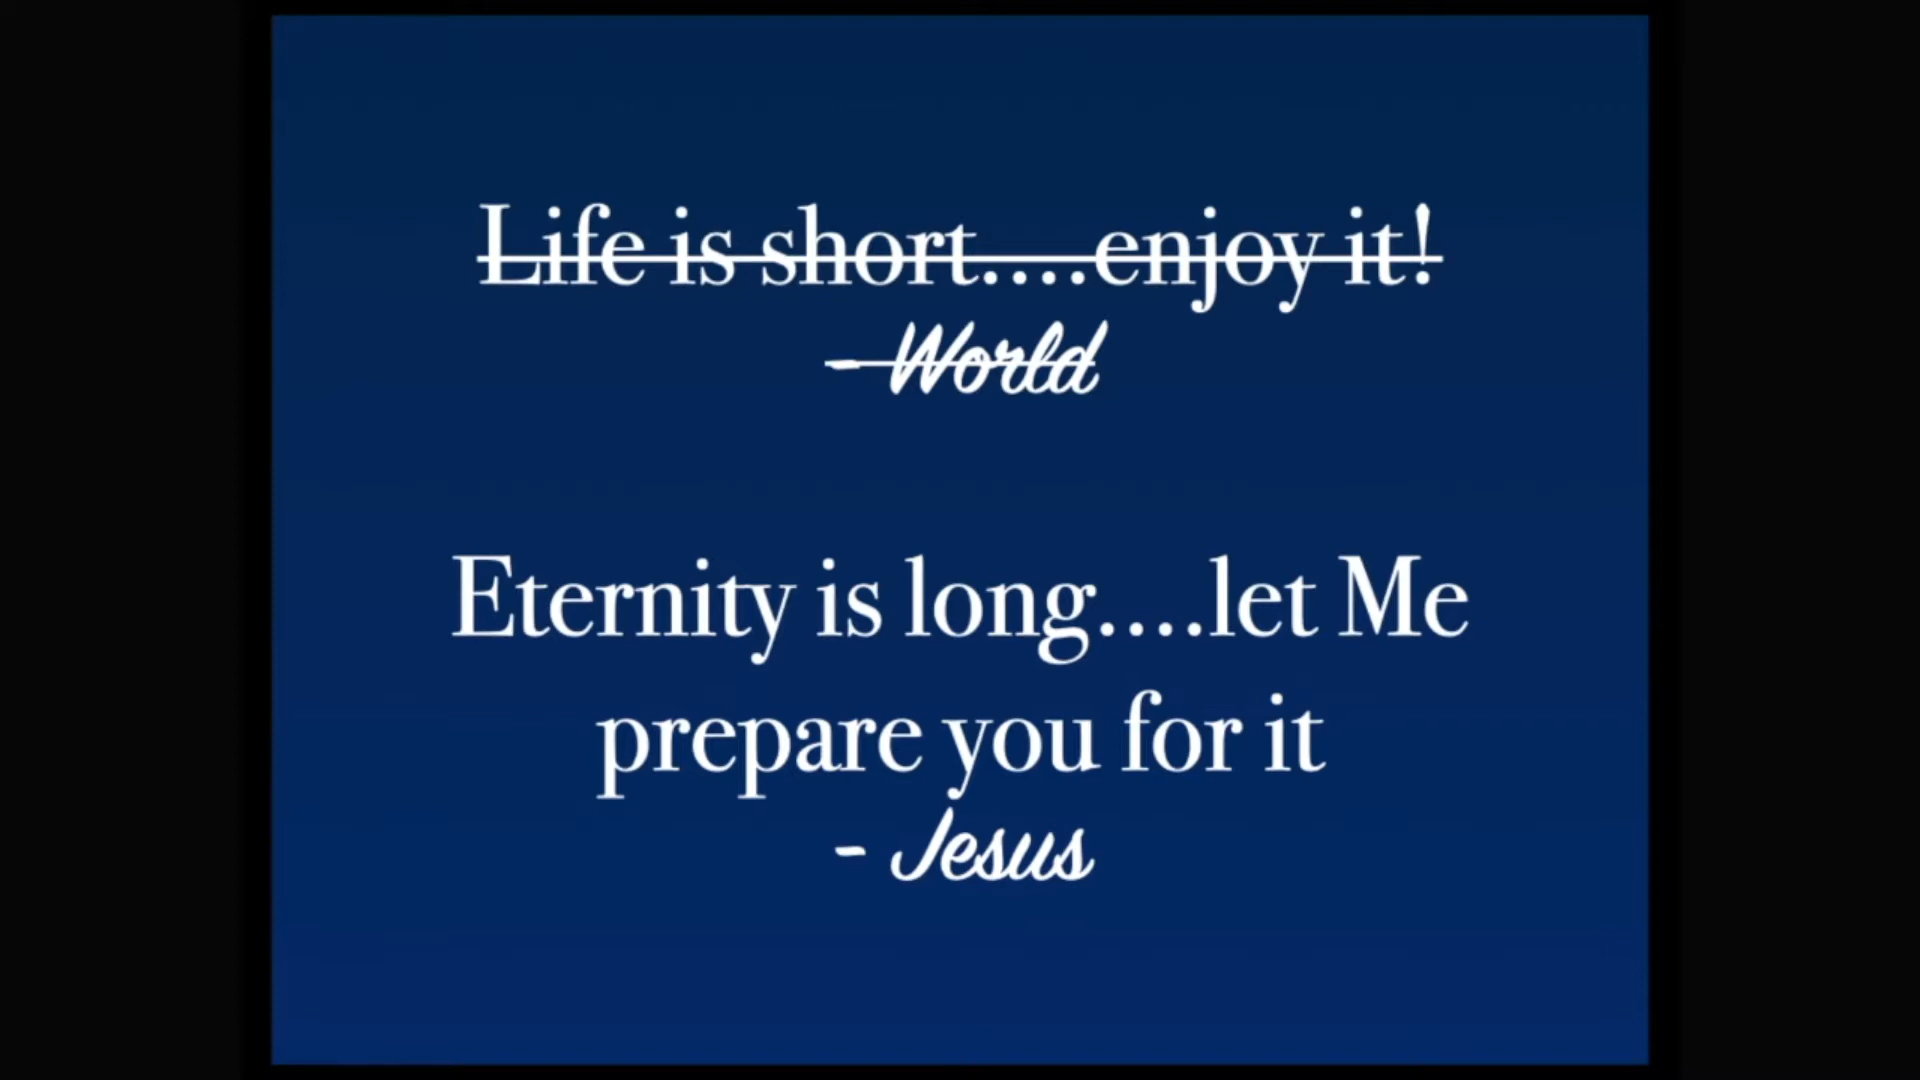 Life is short....enjoy it!
- World
Eternity is long....let Me
prepare you for it
- Jesus